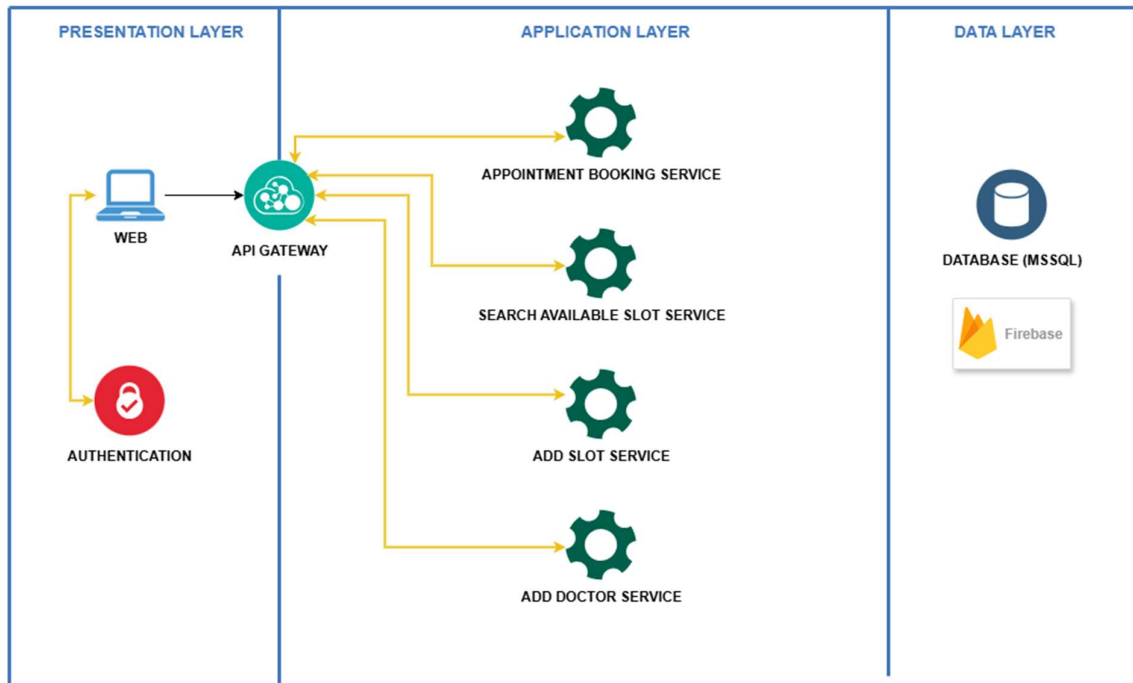 PRESENTATION LAYER
APPLICATION LAYER
DATA LAYER
APPOINTMENT BOOKING SERVICE
WEB
API GATEWAY
DATABASE (MSSQL)
SEARCH AVAILABLE SLOT SERVICE
Firebase
AUTHENTICATION
ADD SLOT SERVICE
ADD DOCTOR SERVICE